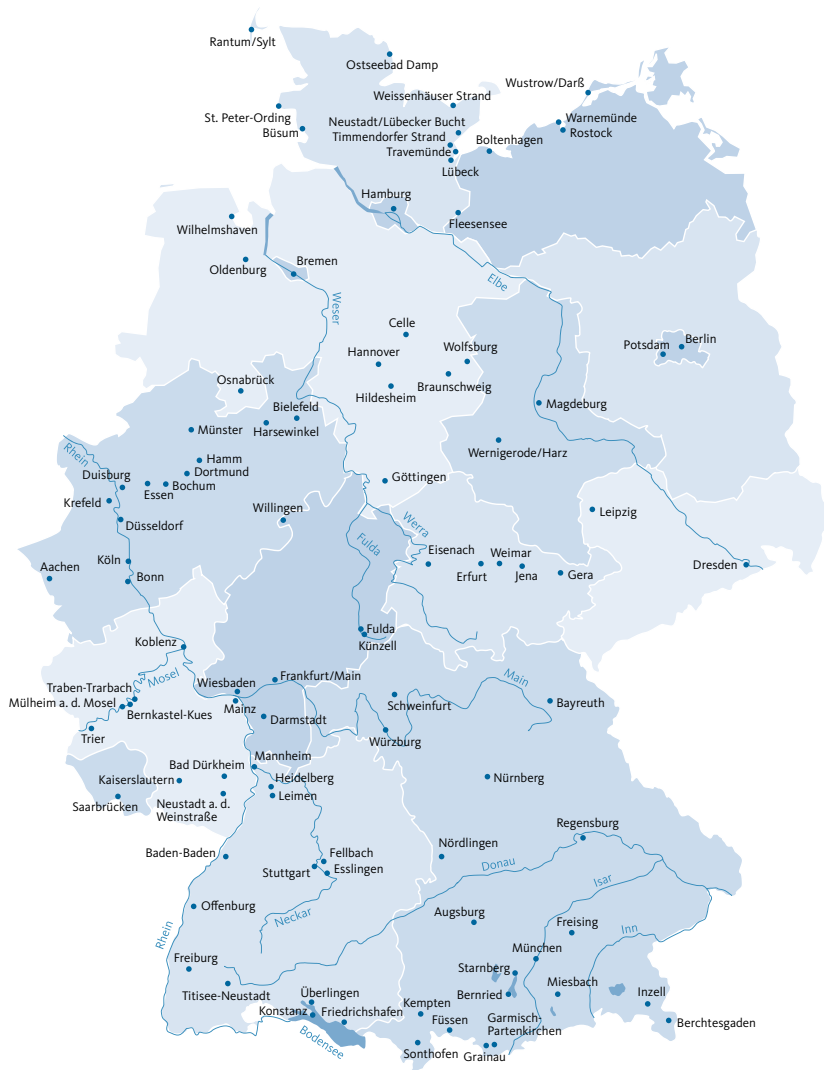 Rantum/Sylt
Ostseebad Damp
Wustrow/Darß
Weissenhäuser Strand
St. Peter-Ording
Büsum
Neustadt/Lübecker Bucht
Timmendorfer Strand
Travemünde
Lübeck
Boltenhagen
Warnemünde
Rostock
Hamburg
Fleesensee
Wilhelmshaven
Oldenburg
Bremen
Elbe
Weser
Celle
Hannover
Wolfsburg
Potsdam
Berlin
Osnabrück
Hildesheim
Braunschweig
Bielefeld
Harsewinkel
Magdeburg
Münster
Wernigerode/Harz
Rhein
Hamm
Dortmund
Duisburg
Bochum
Essen
Göttingen
Krefeld
Düsseldorf
Willingen
Werra
Leipzig
Fulda
Eisenach
Weimar
Köln
Aachen
Bonn
Erfurt
Jena
Gera
Dresden
Fulda
Künzell
Koblenz
Mosel
Frankfurt/Main
Main
Traben-Trarbach
Wiesbaden
Mülheim a. d. Mosel
Mainz
Bernkastel-Kues
Darmstadt
Schweinfurt
Bayreuth
Trier
Würzburg
Mannheim
Bad Dürkheim
Kaiserslautern
Heidelberg
Leimen
Nürnberg
Saarbrücken
Neustadt a. d.
Weinstraße
Regensburg
Baden-Baden
Fellbach
Nördlingen
Stuttgart
Esslingen
Donau
Isar
Offenburg
Neckar
Augsburg
Freising
Rhein
Inn
München
Freiburg
Starnberg
Titisee-Neustadt
Überlingen
Bernried
Miesbach
Inzell
Konstanz
Friedrichshafen
Kempten
Füssen
Garmisch-
Partenkirchen
Berchtesgaden
Bodensee
Sonthofen
Grainau